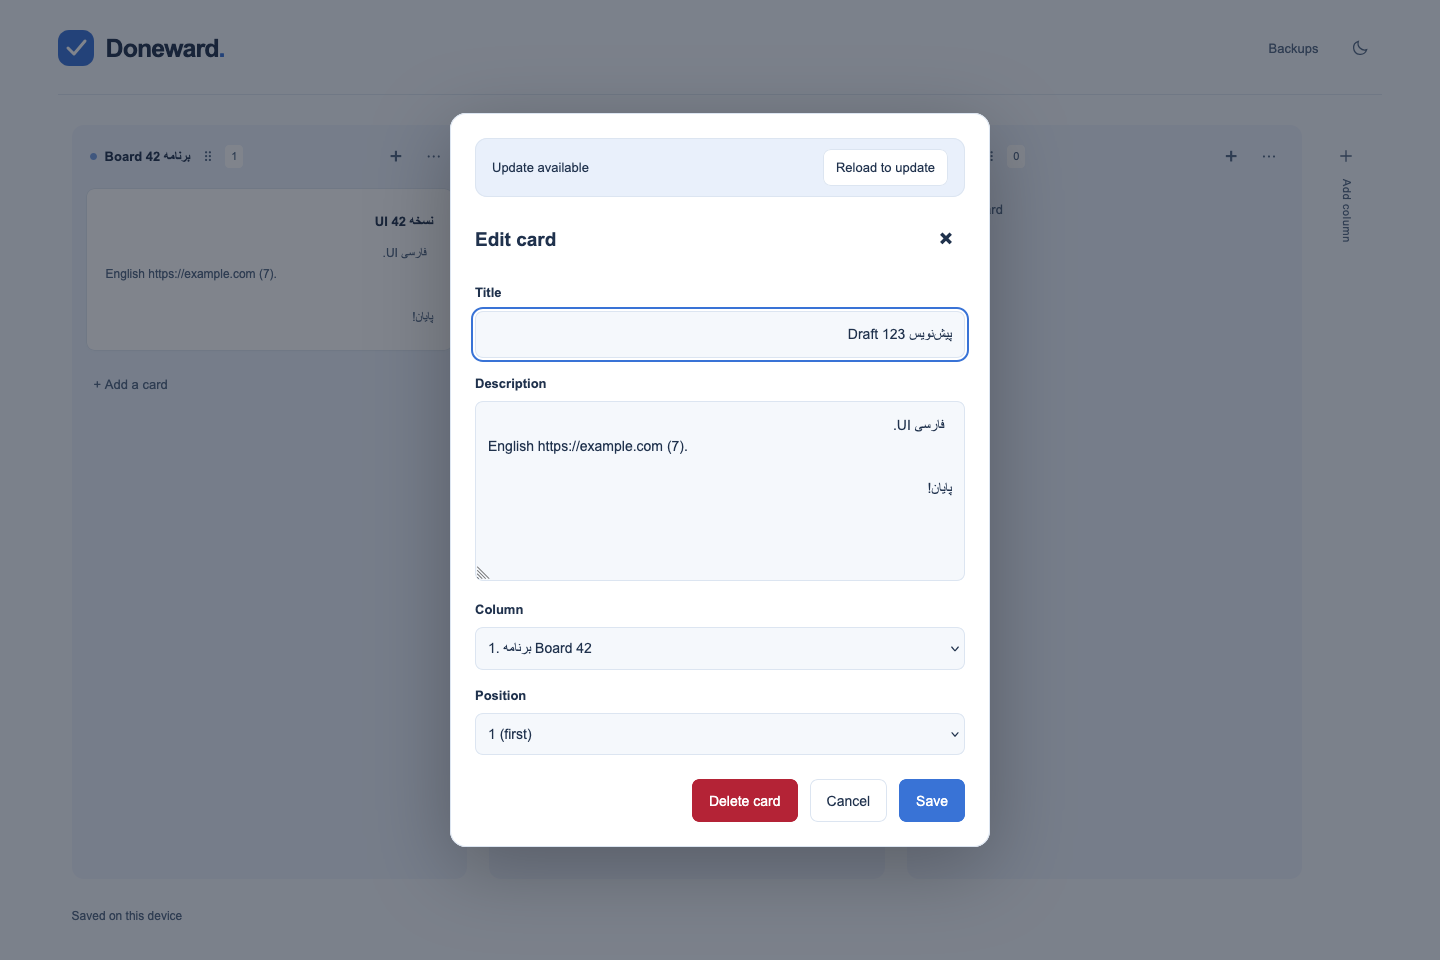 Doneward.
Backups
برنامه Board 42
1
0
Add column
نسخه UI 42
فارسی UI.
English https://example.com (7).
پایان!
+ Add a card
Update available
Reload to update
Edit card
Title
پیش‌نویس Draft 123
Description
فارسی UI.
English https://example.com (7).
پایان!
Column
1. برنامه Board 42
Position
1 (first)
Delete card
Cancel
Save
Saved on this device